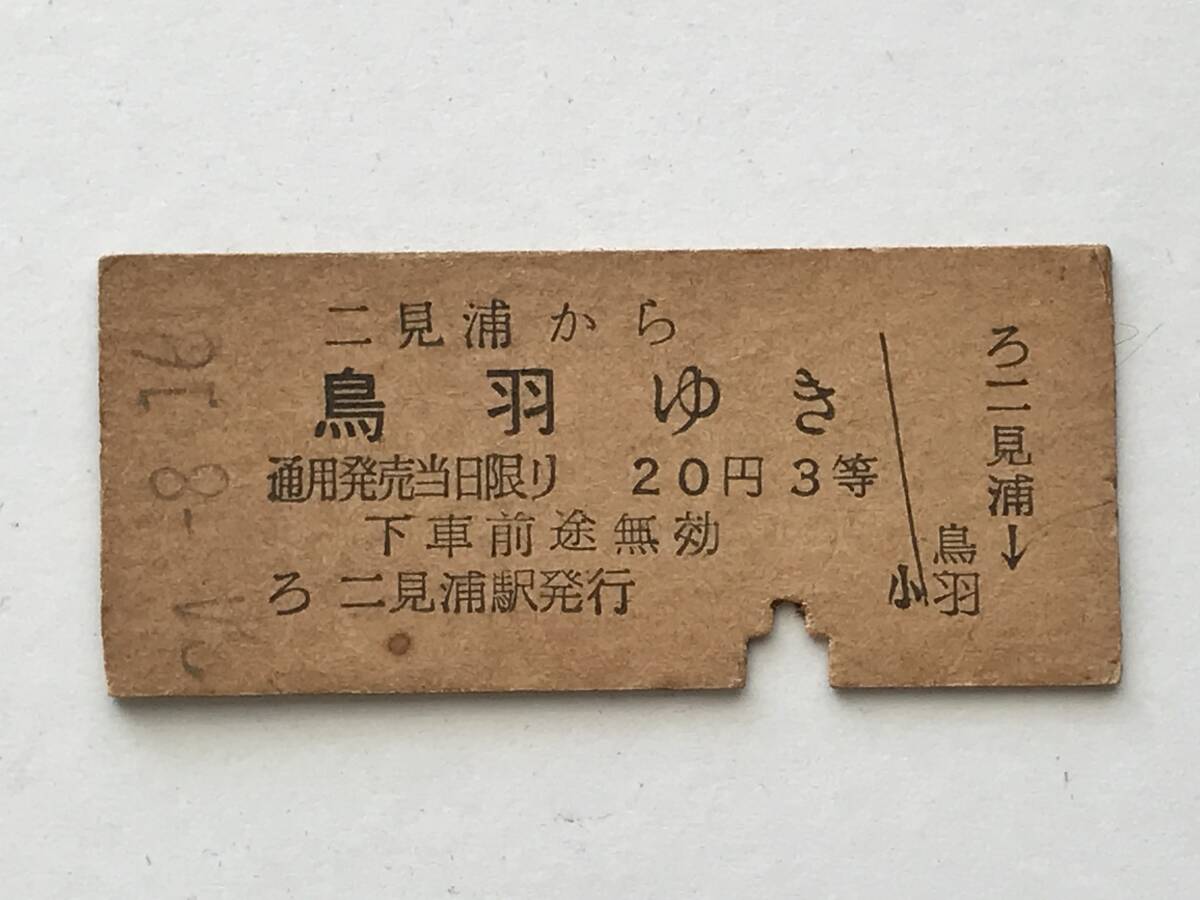 二見浦から
鳥羽ゆき
通用発売当日限り 20円 3等
下車前途無効
ろ 二見浦駅発行
ろ二見浦→
鳥羽
小
-8-16